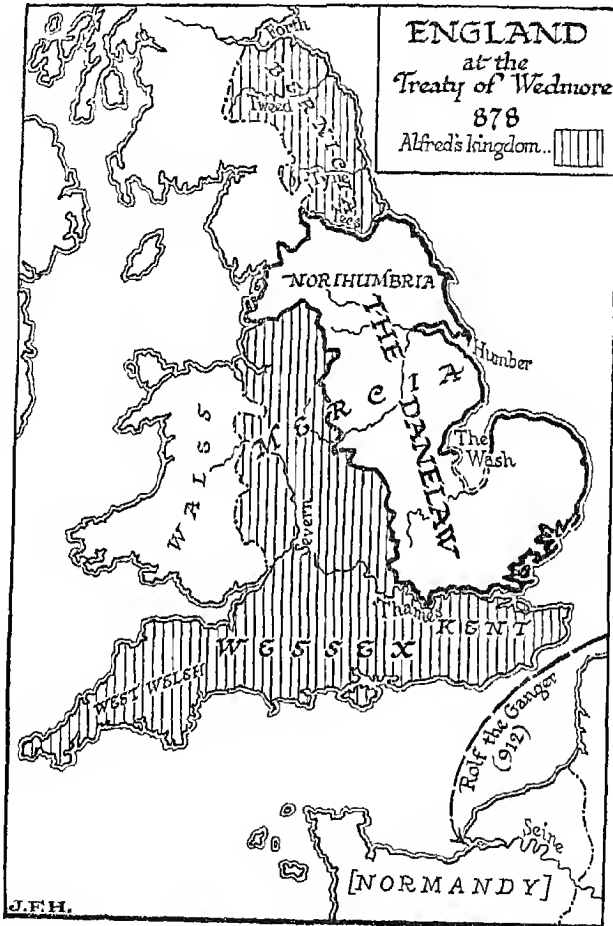 ENGLAND
at the
Treaty of Wedmore
878
Alfred's kingdom..
Forth
BERNICIA
Tweed
Tyne
Tees
NORTHUMBRIA
THE DANELAW
Humber
MERCIA
The
Wash
WALES
Severn
Thames
KENT
WESSEX
WEST WELSH
Rolf the Ganger
(912)
Seine
[NORMANDY]
J.F.H.